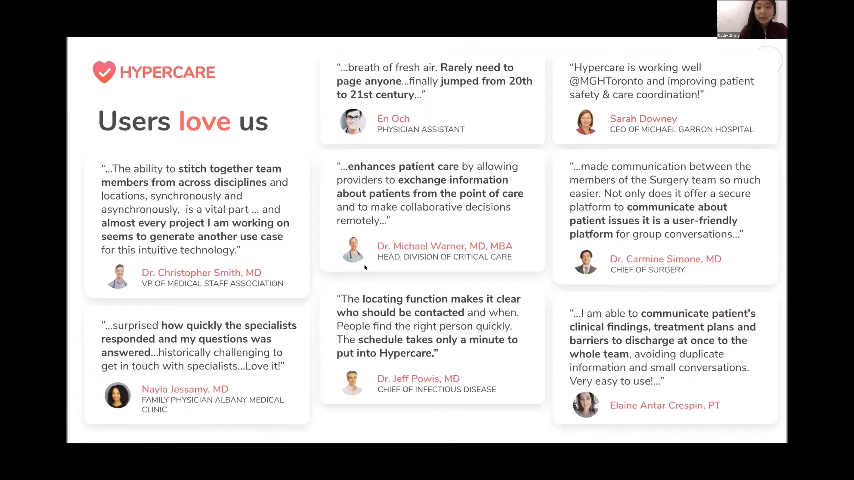 HYPERCARE
Users love us
“...The ability to stitch together team
members from across disciplines and
locations, synchronously and
asynchronously, is a vital part ... and
almost every project I am working on
seems to generate another use case
for this intuitive technology.”
Dr. Christopher Smith, MD
VP OF MEDICAL STAFF ASSOCIATION
“...surprised how quickly the specialists
responded and my questions was
answered...historically challenging to
get in touch with specialists...Love it!”
Nayla Jessamy, MD
FAMILY PHYSICIAN ALBANY MEDICAL
CLINIC
“...breath of fresh air. Rarely need to
page anyone...finally jumped from 20th
to 21st century...”
En Och
PHYSICIAN ASSISTANT
“...enhances patient care by allowing
providers to exchange information
about patients from the point of care
and to make collaborative decisions
remotely...”
Dr. Michael Warner, MD, MBA
HEAD, DIVISION OF CRITICAL CARE
“The locating function makes it clear
who should be contacted and when.
People find the right person quickly.
The schedule takes only a minute to
put into Hypercare.”
Dr. Jeff Powis, MD
CHIEF OF INFECTIOUS DISEASE
“Hypercare is working well
@MGHToronto and improving patient
safety & care coordination!”
Sarah Downey
CEO OF MICHAEL GARRON HOSPITAL
“...made communication between the
members of the Surgery team so much
easier. Not only does it offer a secure
platform to communicate about
patient issues it is a user-friendly
platform for group conversations...”
Dr. Carmine Simone, MD
CHIEF OF SURGERY
“...I am able to communicate patient’s
clinical findings, treatment plans and
barriers to discharge at once to the
whole team, avoiding duplicate
information and small conversations.
Very easy to use!...”
Elaine Antar Crespin, PT